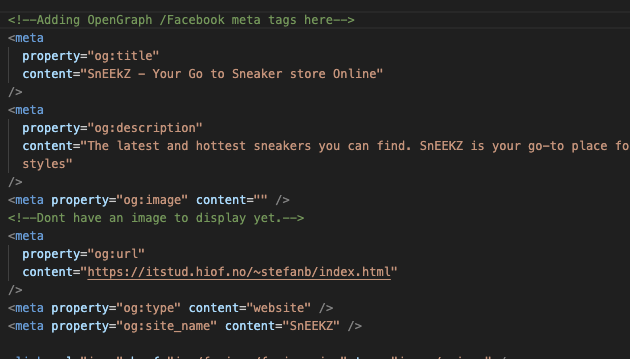 <!--Adding OpenGraph /Facebook meta tags here-->
<meta
property="og:title"
content="SnEEkZ - Your Go to Sneaker store Online"
/>
<meta
property="og:description"
content="The latest and hottest sneakers you can find. SnEEKZ is your go-to place fo
styles"
/>
<meta property="og:image" content="" />
<!--Dont have an image to display yet.-->
<meta
property="og:url"
content="https://itstud.hiof.no/~stefanb/index.html"
/>
<meta property="og:type" content="website" />
<meta property="og:site_name" content="SnEEKZ" />